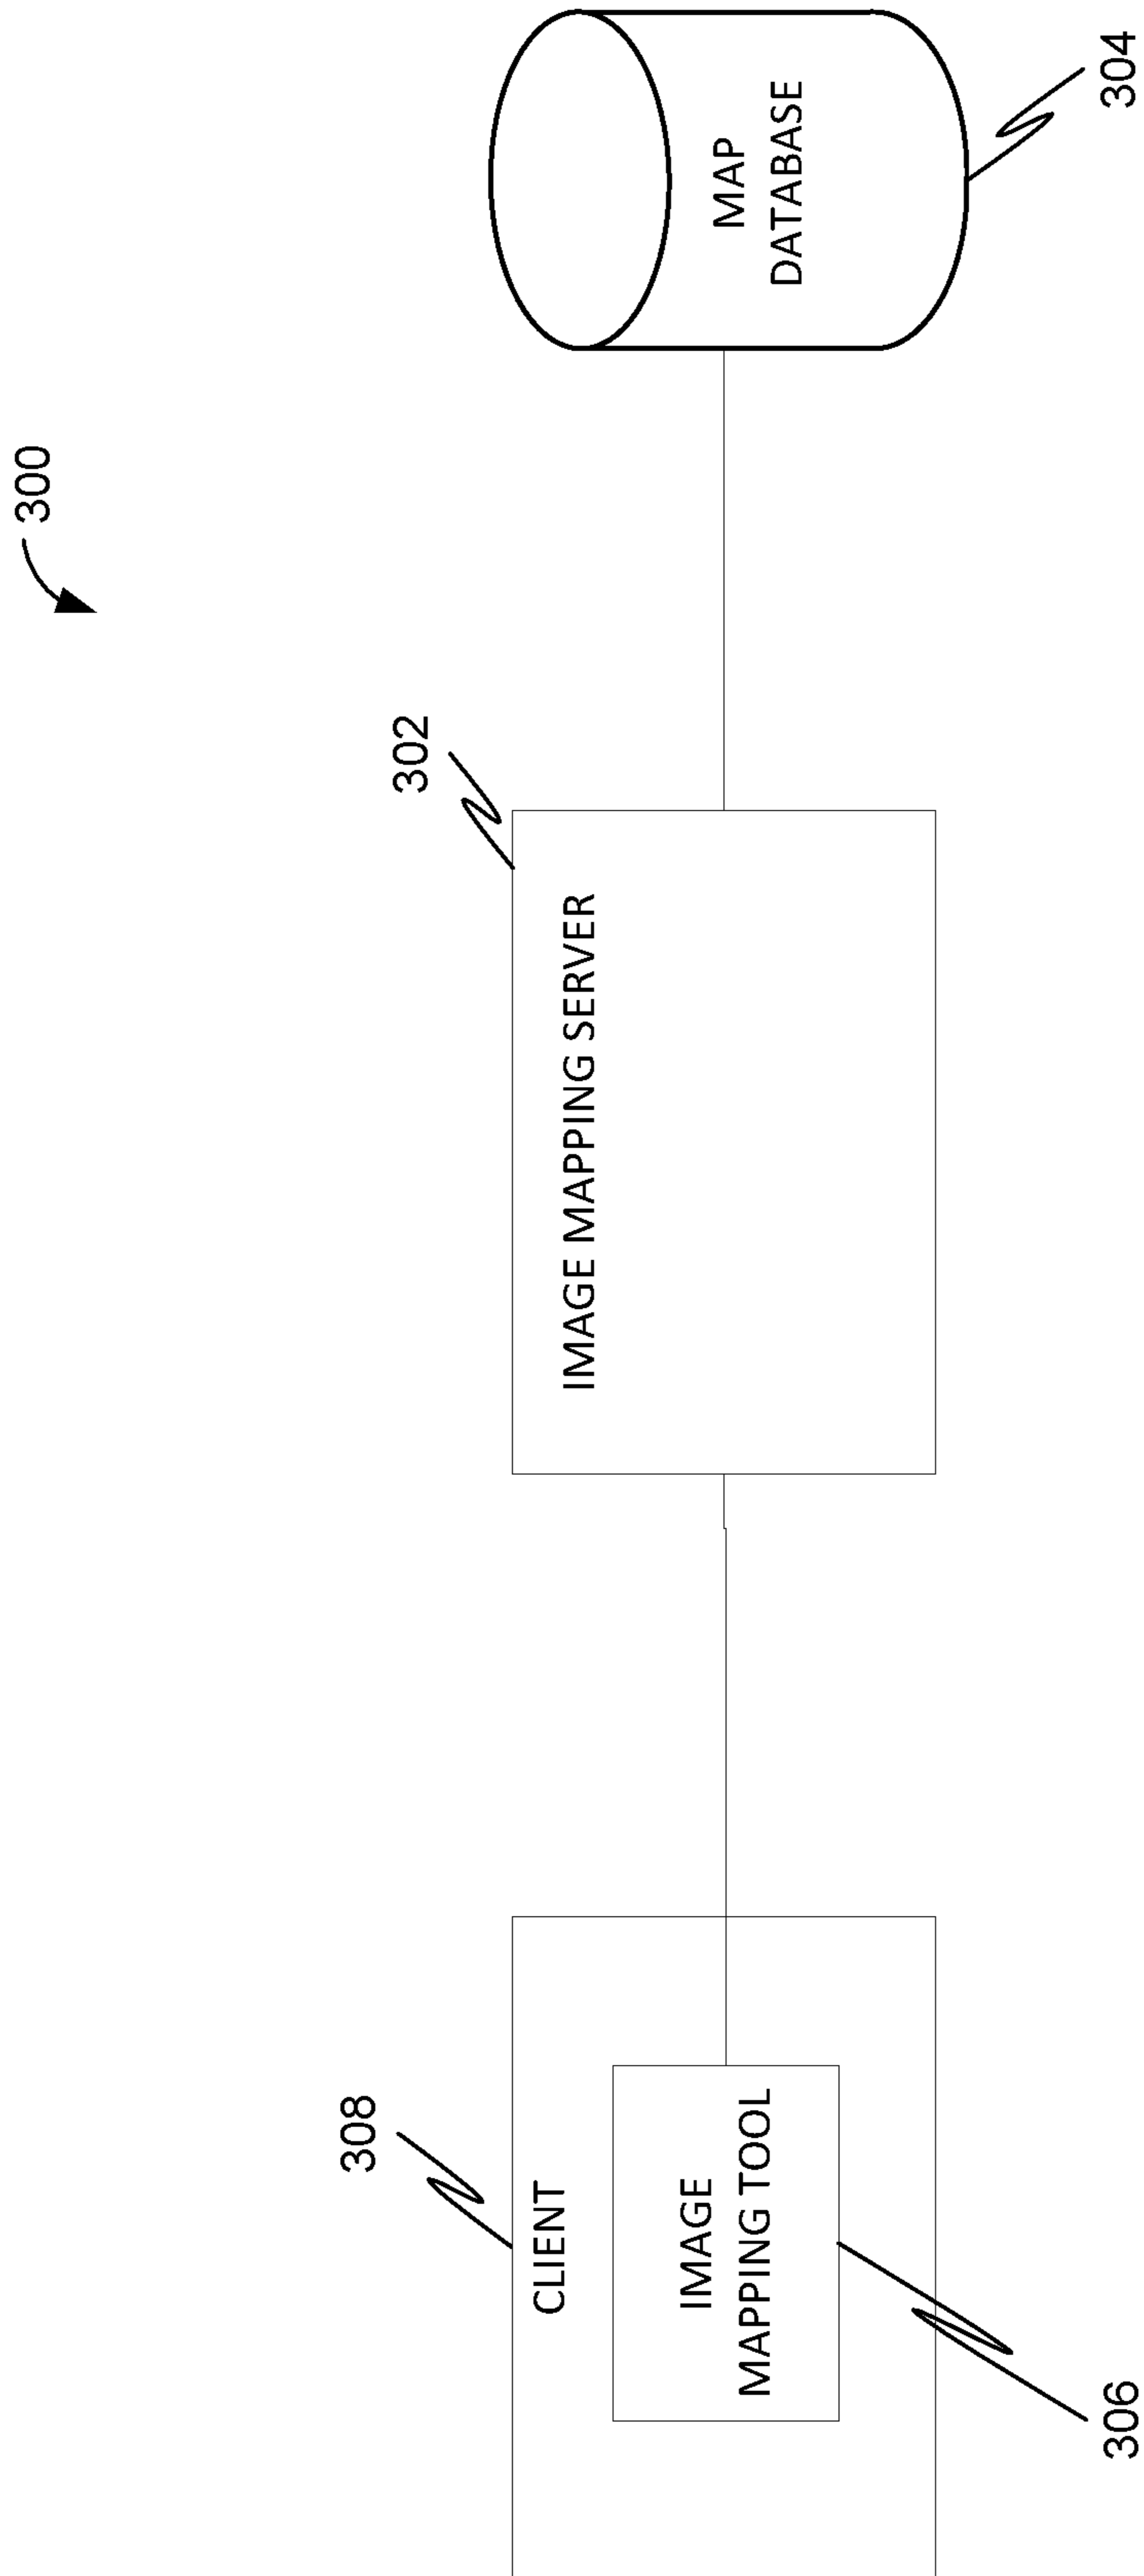 300
308
CLIENT
IMAGE
MAPPING TOOL
306
302
IMAGE MAPPING SERVER
MAP
DATABASE
304